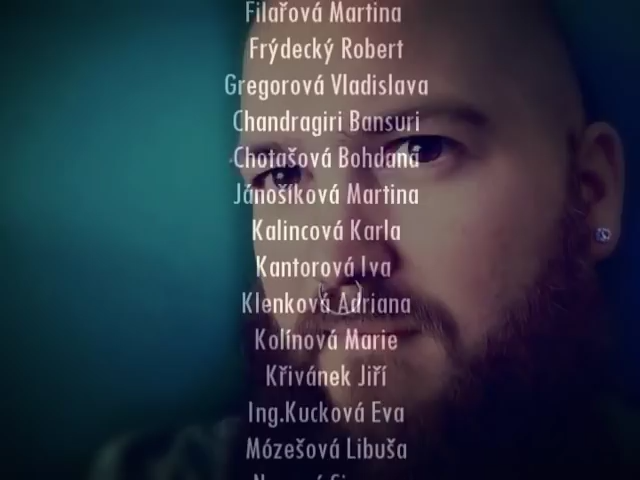 Filařová Martina
Frýdecký Robert
Gregorová Vladislava
Chandragiri Bansuri
Chotašová Bohdana
Jánošíková Martina
Kalincová Karla
Kantorová Iva
Klenková Adriana
Kolínová Marie
Křivánek Jiří
Ing.Kucková Eva
Mózešová Libuša